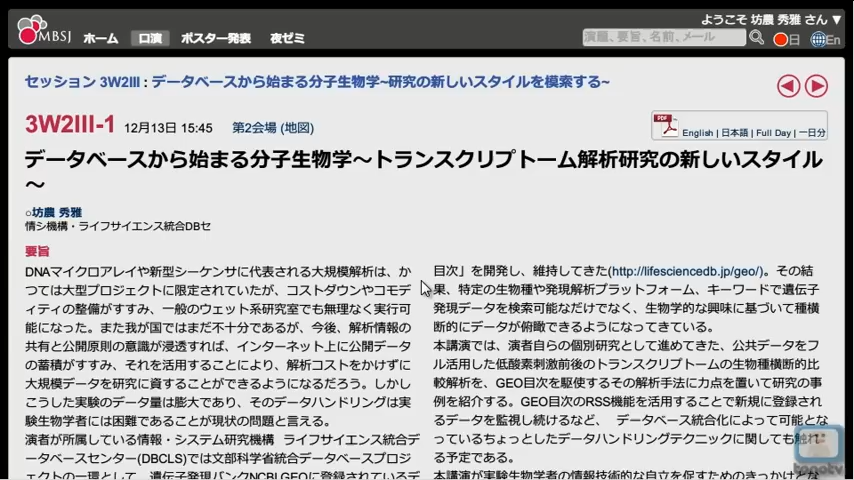 ようこそ 坊農 秀雅 さん ▼
MBSJ ホーム 口演 ポスター発表 夜ゼミ 演題、要旨、名前、メール 日 En
セッション 3W2III : データベースから始まる分子生物学~研究の新しいスタイルを模索する~
3W2III-1 12月13日 15:45 第2会場 (地図) PDF English | 日本語 | Full Day | 一日分
データベースから始まる分子生物学〜トランスクリプトーム解析研究の新しいスタイル
〜
○坊農 秀雅
情シ機構・ライフサイエンス統合DBセ
要旨
DNAマイクロアレイや新型シーケンサに代表される大規模解析は、か
つては大型プロジェクトに限定されていたが、コストダウンやコモデ
ィティの整備がすすみ、一般のウェット系研究室でも無理なく実行可
能になった。また我が国ではまだ不十分であるが、今後、解析情報の
共有と公開原則の意識が浸透すれば、インターネット上に公開データ
の蓄積がすすみ、それを活用することにより、解析コストをかけずに
大規模データを研究に資することができるようになるだろう。しかし
こうした実験のデータ量は膨大であり、そのデータハンドリングは実
験生物学者には困難であることが現状の問題と言える。
演者が所属している情報・システム研究機構 ライフサイエンス統合デ
ータベースセンター(DBCLS)では文部科学省統合データベースプロジ
ェクトの一環として、遺伝子発現バンクNCBI GEOに登録されているデ
目次」を開発し、維持してきた(http://lifesciencedb.jp/geo/)。その結
果、特定の生物種や発現解析プラットフォーム、キーワードで遺伝子
発現データを検索可能なだけでなく、生物学的な興味に基づいて種横
断的にデータが俯瞰できるようになってきている。
本講演では、演者自らの個別研究として進めてきた、公共データをフ
ル活用した低酸素刺激前後のトランスクリプトームの生物種横断的比
較解析を、GEO目次を駆使するその解析手法に力点を置いて研究の事
例を紹介する。GEO目次のRSS機能を活用することで新規に登録され
るデータを監視し続けるなど、 データベース統合化によって可能とな
っているちょっとしたデータハンドリングテクニックに関しても触れ
る予定である。
本講演が実験生物学者の情報技術的な自立を促すためのきっかけとな
togotv